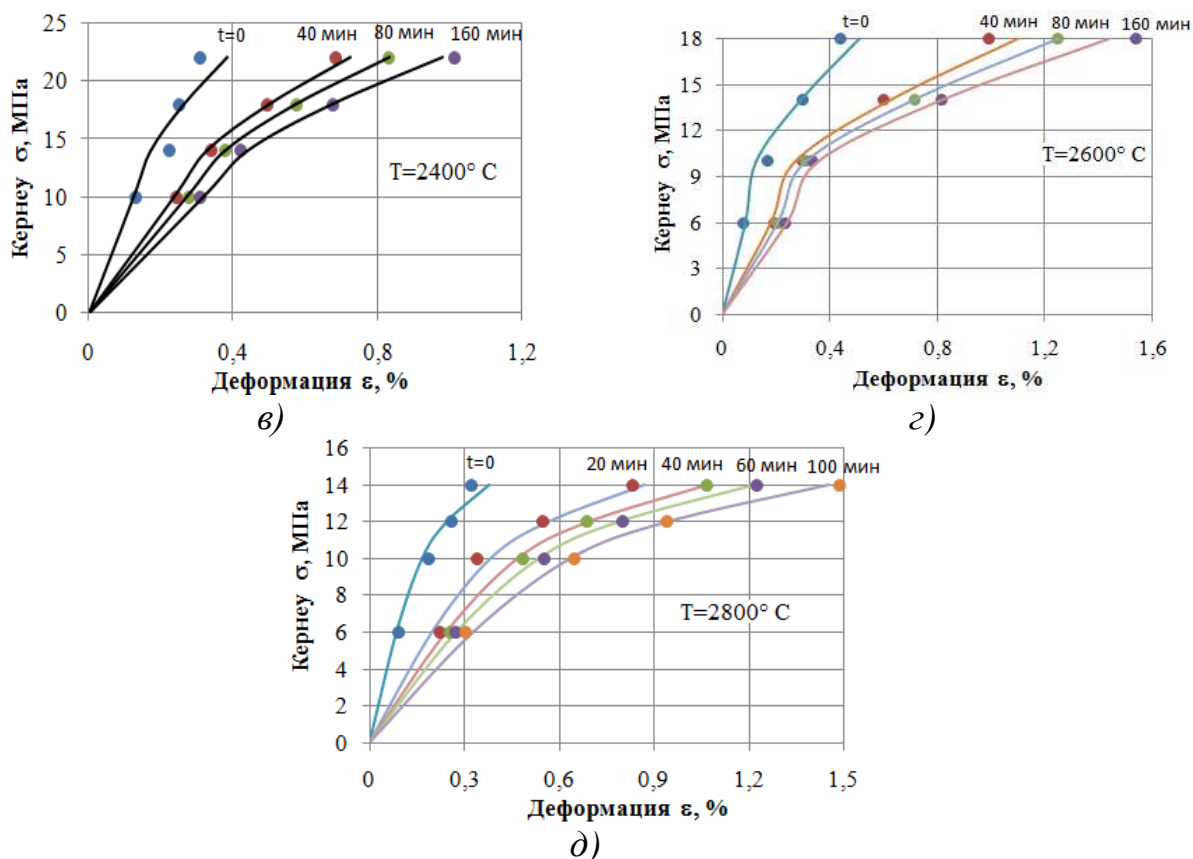 t=0 40 мин 80 мин 160 мин
25
20
15
10
5
0
Кернеу σ, МПа
T=2400° C
0 0,4 0,8 1,2
Деформация ε, %
в)
t=0 40 мин 80 мин 160 мин
18
15
12
9
6
3
0
Кернеу σ, МПа
T=2600° C
0 0,4 0,8 1,2 1,6
Деформация ε, %
г)
t=0 20 мин 40 мин 60 мин 100 мин
16
14
12
10
8
6
4
2
0
Кернеу σ, МПа
T=2800° C
0 0,3 0,6 0,9 1,2 1,5
Деформация ε, %
д)